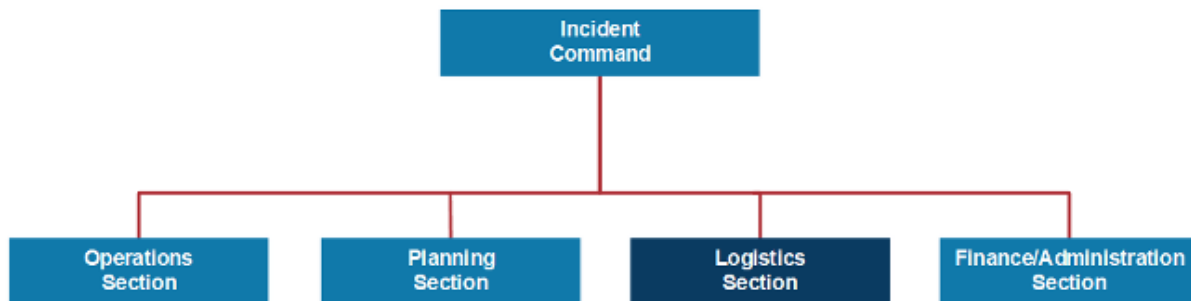 Incident
Command
Operations
Section
Planning
Section
Logistics
Section
Finance/Administration
Section